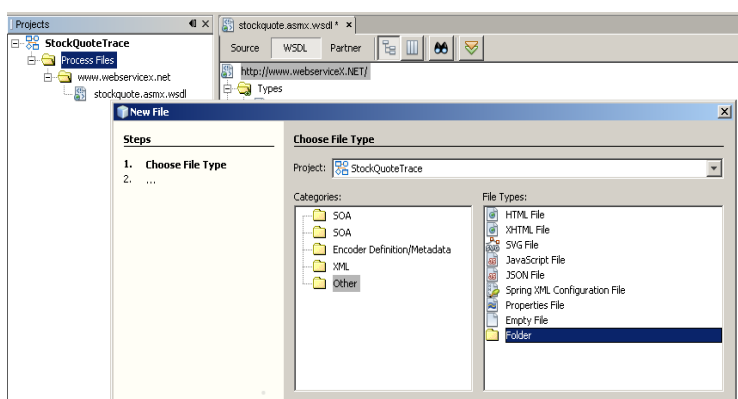 Projects
stockquote.asmx.wsdl *
StockQuoteTrace
Source WSDL Partner
Process Files
http://www.webserviceX.NET/
www.webservicex.net
Types
stockquote.asmx.wsdl
New File
Steps
Choose File Type
1. Choose File Type
Project: StockQuoteTrace
2. ...
Categories:
File Types:
SOA
SOA
Encoder Definition/Metadata
XML
Other
HTML File
XHTML File
SVG File
JavaScript File
JSON File
Spring XML Configuration File
Properties File
Empty File
Folder